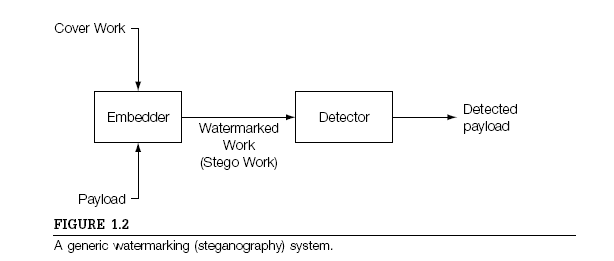 Cover Work
Embedder
Detector
Detected
payload
Watermarked
Work
(Stego Work)
Payload
FIGURE 1.2
A generic watermarking (steganography) system.